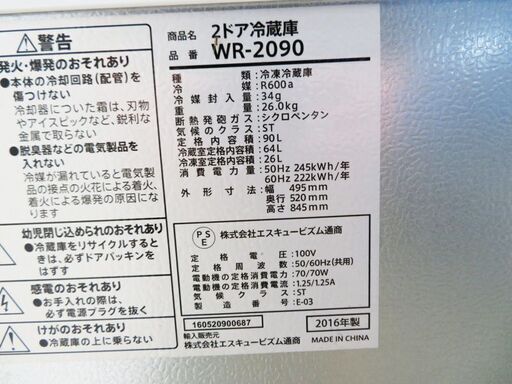 ⚠警告
発火・爆発のおそれあり
●本体の冷却回路(配管)を
傷つけない
冷却器についた霜は、刃物
やアイスピックなど、鋭利な
金属で取らない
●脱臭器などの電気製品を
入れない
冷媒が漏れていると電気製
品の接点の火花による着火、
着火による爆発の原因にな
ります。
幼児閉じ込められのおそれあり
●冷蔵庫をリサイクルすると
きは、必ずドアパッキンをは
ずす
感電のおそれあり
●お手入れの際は、
必ず電源プラグを抜く
けがのおそれあり
●冷蔵庫の上に乗らない
商品名 2ドア冷蔵庫
品番 WR-2090
種類:冷凍冷蔵庫
冷媒:R600a
冷媒封入量:34g
質量:26.0kg
断熱発砲ガス:シクロペンタン
気候のクラス:ST
定格内容積:90L
冷蔵室定格内容積:64L
冷凍室定格内容積:26L
消費電力量:50Hz 245kWh/年
60Hz 222kWh/年
外形寸法:幅 495mm
奥行 520mm
高さ 845mm
PSE 株式会社エスキュービズム通商
定格電圧:100V
定格周波数:50/60Hz(共用)
電動機の定格消費電力:70/70W
電動機の定格消費電流:1.25/1.25A
気候クラス:ST
製造番号:E-03
160520900687
2016年製
輸入販売元
株式会社エスキュービズム通商
MADE IN CHINA